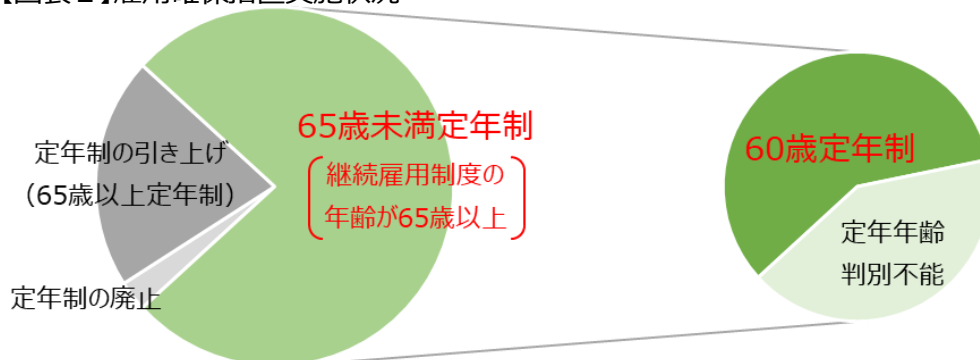 65歳未満定年制
継続雇用制度の
年齢が65歳以上
定年制の引き上げ
（65歳以上定年制）
定年制の廃止
60歳定年制
定年年齢
判別不能